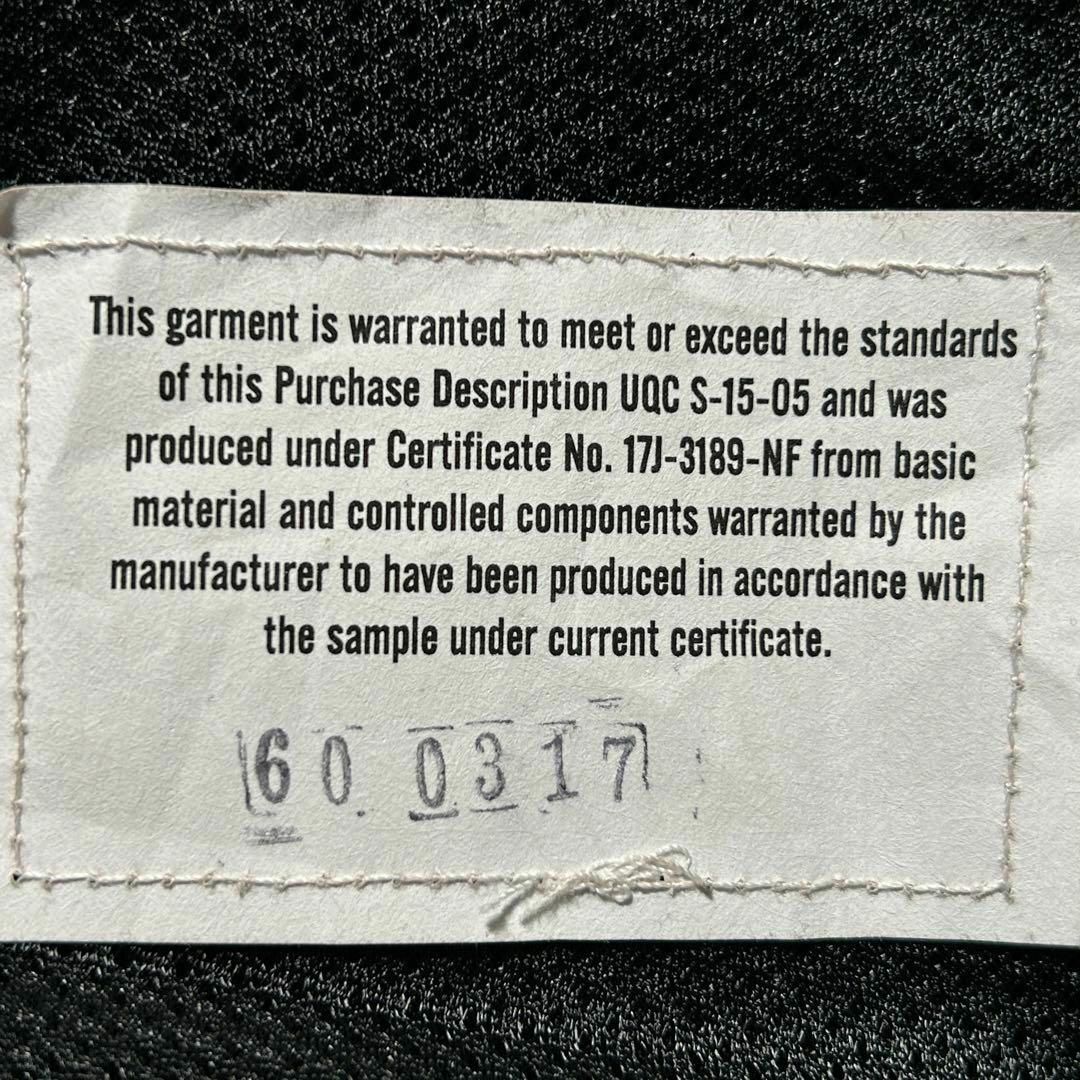 This garment is warranted to meet or exceed the standards
of this Purchase Description UQC S-15-05 and was
produced under Certificate No. 17J-3189-NF from basic
material and controlled components warranted by the
manufacturer to have been produced in accordance with
the sample under current certificate.
60 0317